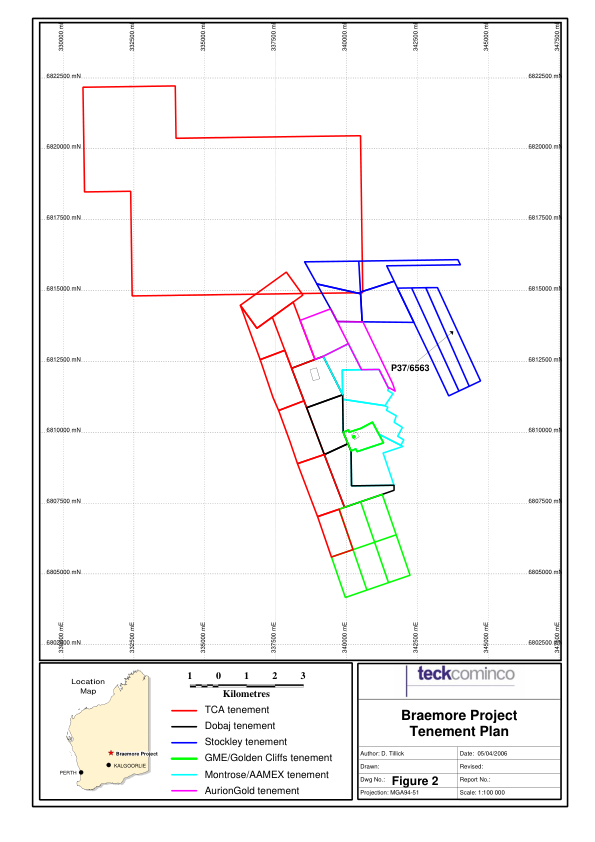 330000 mE
332500 mE
335000 mE
337500 mE
340000 mE
342500 mE
345000 mE
347500 mE
6822500 mN
6822500 mN
6820000 mN
6820000 mN
6817500 mN
6817500 mN
6815000 mN
6815000 mN
6812500 mN
6812500 mN
P37/6563
6810000 mN
6810000 mN
6807500 mN
6807500 mN
6805000 mN
6805000 mN
6802500 mN
6802500 mN
330000 mE
332500 mE
335000 mE
337500 mE
340000 mE
342500 mE
345000 mE
347500 mE
Location
Map
Braemore Project
KALGOORLIE
PERTH
1 0 1 2 3
Kilometres
TCA tenement
Dobaj tenement
Stockley tenement
GME/Golden Cliffs tenement
Montrose/AAMEX tenement
AurionGold tenement
teckcominco
Braemore Project
Tenement Plan
Author: D. Tillick
Date: 05/04/2006
Drawn:
Revised:
Dwg No.: Figure 2
Report No.:
Projection: MGA94-51
Scale: 1:100 000